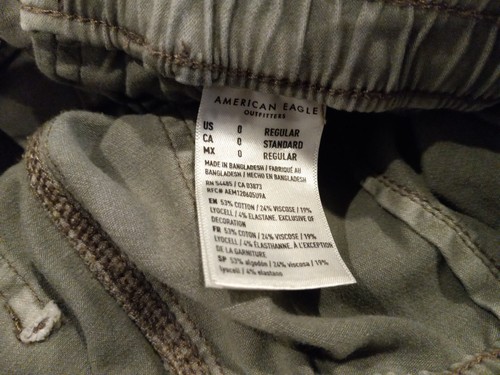 AMERICAN EAGLE
OUTFITTERS
US 0 REGULAR
CA 0 STANDARD
MX 0 REGULAR
MADE IN BANGLADESH / FABRIQUÉ AU
BANGLADESH / HECHO EN BANGLADESH
RN 54485 / CA 03873
RFC# AEM120605U9A
EN 53% COTTON / 24% VISCOSE / 19%
LYOCELL / 4% ELASTANE. EXCLUSIVE OF
DECORATION
FR 53% COTON / 24% VISCOSE / 19%
LYOCELL / 4% ÉLASTHANNE. À L'EXCEPTION
DE LA GARNITURE
SP 53% algodón / 24% viscosa / 19%
lyocell / 4% elastano